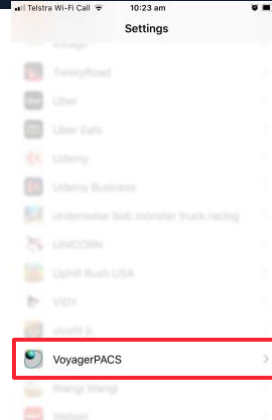 Telstra Wi-Fi Call 10:23 am
Settings
TwistyRoad
Uber
Uber Eats
Udemy
Udemy Business
underwater bob monster truck racing
UNICORN
Uphill Rush USA
VIDY
VoyagerPACS
Wangi Wangi